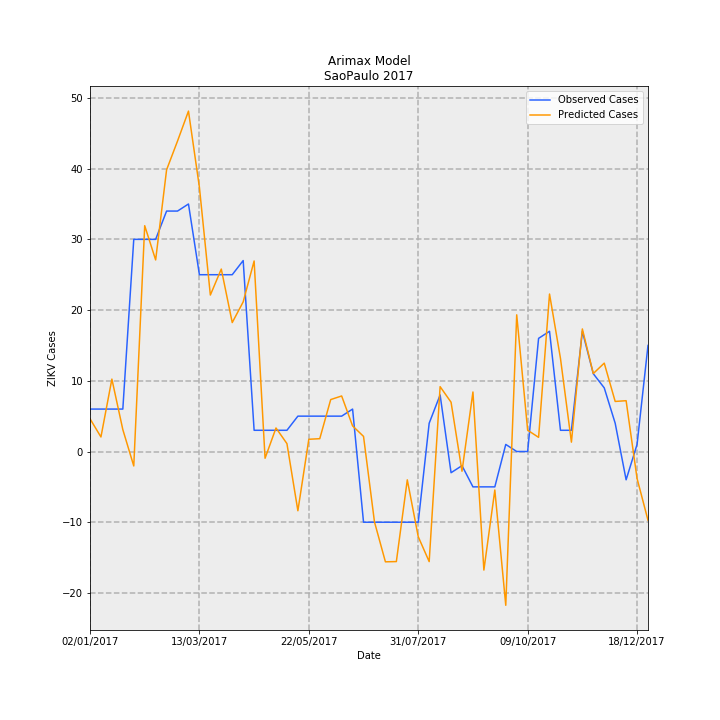 Arimax Model
SaoPaulo 2017
Observed Cases
Predicted Cases
50
40
30
20
10
0
−10
−20
ZIKV Cases
02/01/2017
13/03/2017
22/05/2017
31/07/2017
09/10/2017
18/12/2017
Date